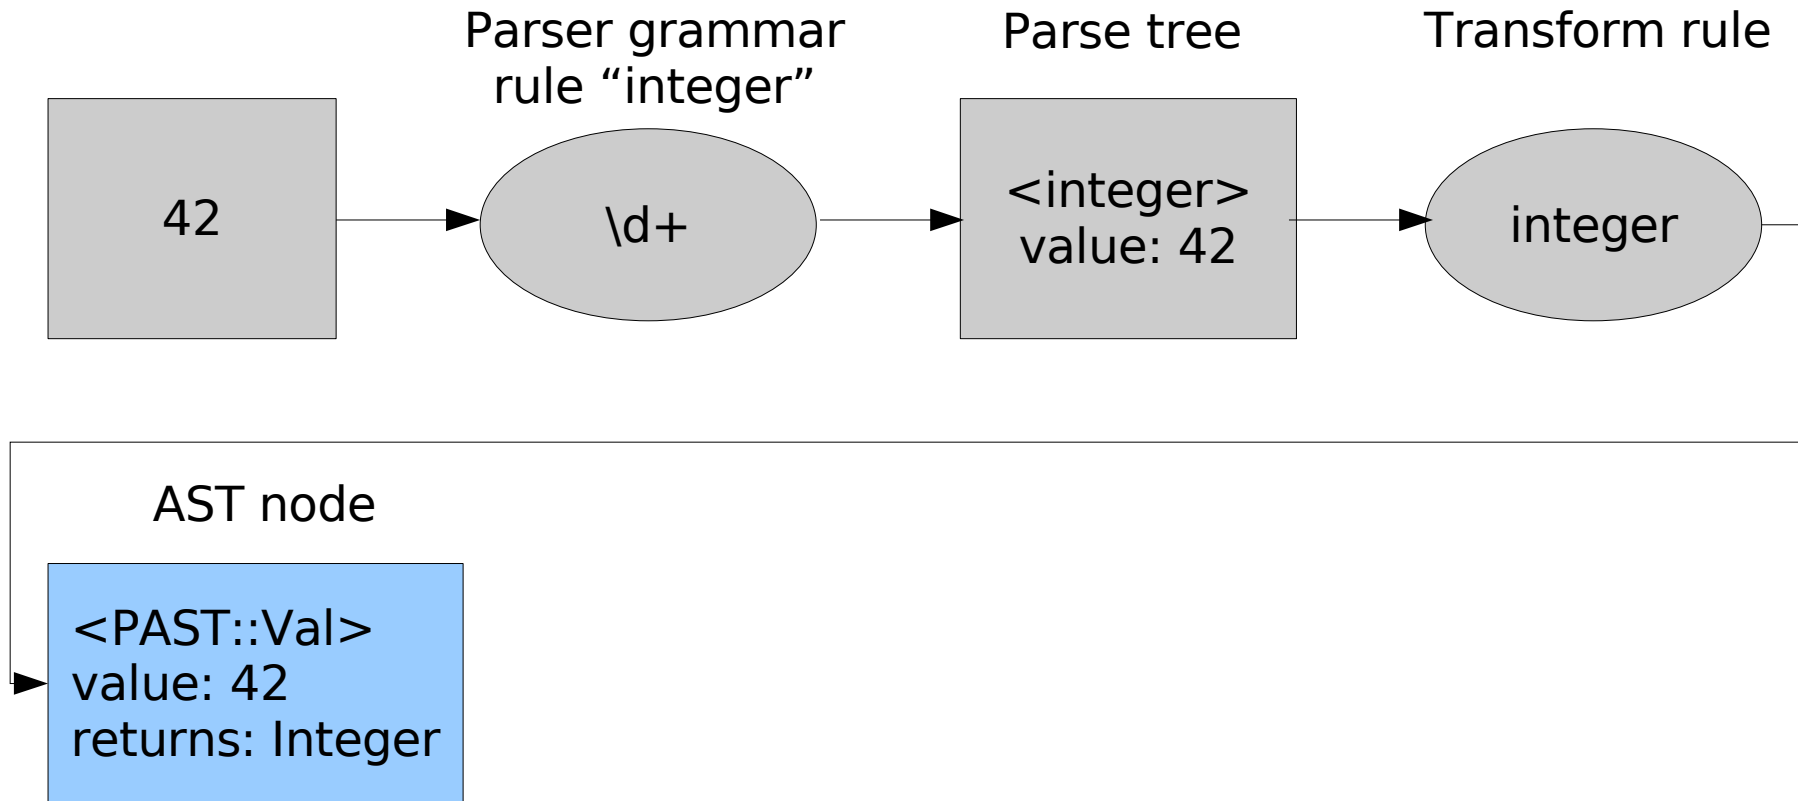 Parser grammar
rule “integer”
Parse tree
Transform rule
42
\d+
<integer>
value: 42
integer
AST node
<PAST::Val>
value: 42
returns: Integer